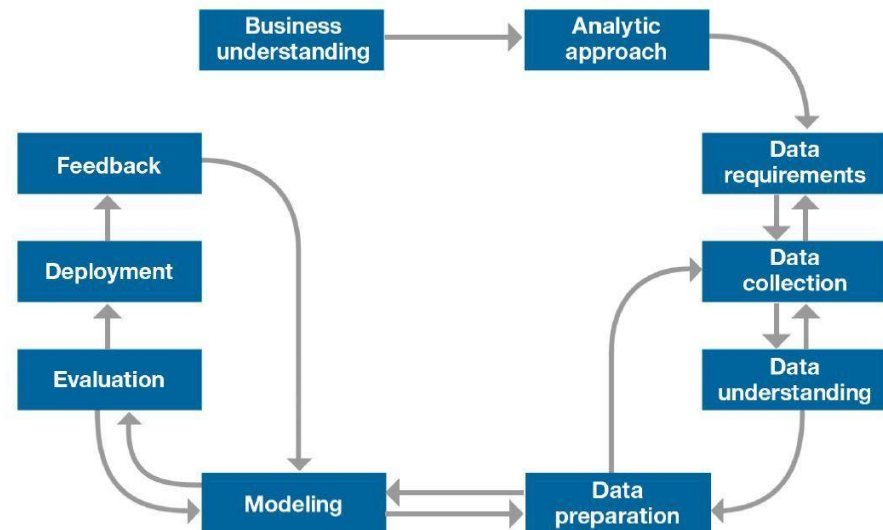 Business
understanding
Analytic
approach
Data
requirements
Data
collection
Data
understanding
Data
preparation
Modeling
Evaluation
Deployment
Feedback